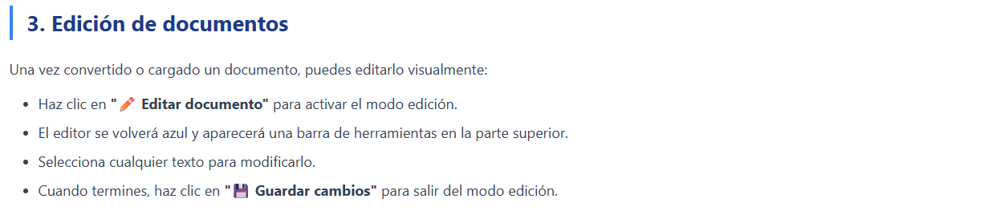 3. Edición de documentos
Una vez convertido o cargado un documento, puedes editarlo visualmente:
• Haz clic en "✏️ Editar documento" para activar el modo edición.
• El editor se volverá azul y aparecerá una barra de herramientas en la parte superior.
• Selecciona cualquier texto para modificarlo.
• Cuando termines, haz clic en "💾 Guardar cambios" para salir del modo edición.